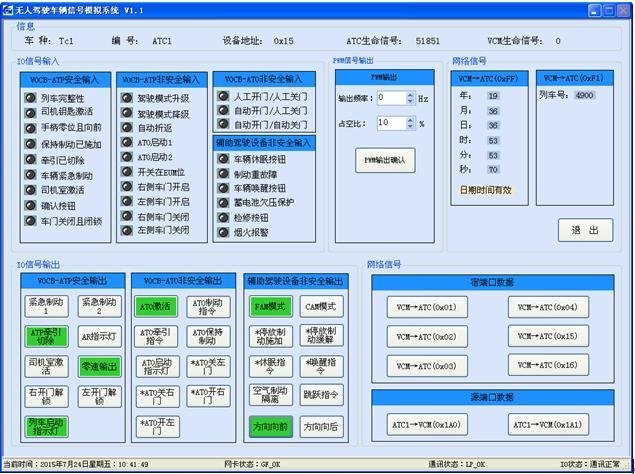 无人驾驶车辆信号模拟系统 V1.1
信息
车 种: Tc1 编 号: ATC1 设备地址: 0x15 ATC生命信号: 51851 VCM生命信号: 0
IO信号输入
VOCB-ATP安全输入
列车完整性
司机钥匙激活
手柄零位且向前
保持制动已施加
牵引已切除
车辆紧急制动
司机室激活
确认按钮
车门关闭且闭锁
VOCB-ATP非安全输入
驾驶模式升级
驾驶模式降级
自动折返
ATO启动1
ATO启动2
开关在EUM位
右侧车门开启
左侧车门开启
右侧车门关闭
左侧车门关闭
VOCB-ATO非安全输入
人工开门/人工关门
自动开门/人工关门
自动开门/自动关门
辅助驾驶设备非安全输入
车辆休眠按钮
制动重故障
车辆唤醒按钮
蓄电池欠压保护
检修按钮
烟火报警
PWM信号输出
PWM输出
输出频率: 0 Hz
占空比: 10 %
PWM输出确认
网络信号
VCM→ATC(0xFF)
年: 19
月: 36
日: 36
时: 53
分: 53
秒: 70
日期时间有效
VCM→ATC(0xF1)
列车号: 4900
退 出
IO信号输出
VOCB-ATP安全输出
紧急制动
1
紧急制动
2
ATP牵引
切除
AR指示灯
司机室激
活
零速输出
右开门解
锁
左开门解
锁
列车启动
指示灯
VOCB-ATO非安全输出
ATO激活
ATO制动
指令
ATO牵引
指令
ATO保持
制动
ATO启动
指示灯
*ATO关左
门
*ATO关右
门
*ATO开右
门
*ATO开左
门
辅助驾驶设备非安全输出
FAM模式
CAM模式
*停放制
动施加
*停放制
动缓解
*休眠指
令
*唤醒指
令
空气制动
隔离
跳跃指令
方向向前
方向向后
网络信号
宿端口数据
VCM→ATC(0x01)
VCM→ATC(0x04)
VCM→ATC(0x02)
VCM→ATC(0x15)
VCM→ATC(0x03)
VCM→ATC(0x16)
源端口数据
ATC1→VCM(0x1A0)
ATC1→VCM(0x1A1)
当前时间:2015年7月24日星期五:10:41:49 网卡状态:GF_OK 通讯状态:LP_OK IO状态:通讯正常